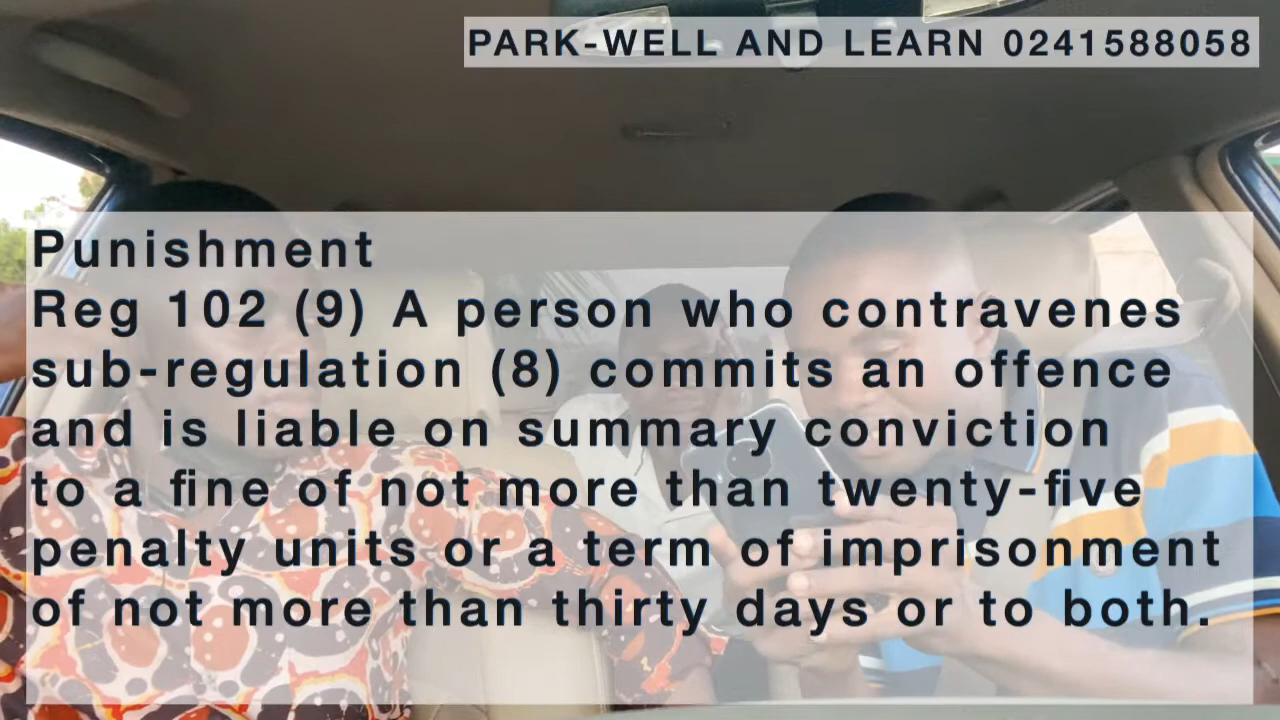 PARK-WELL AND LEARN 0241588058
Punishment
Reg 102 (9) A person who contravenes
sub-regulation (8) commits an offence
and is liable on summary conviction
to a fine of not more than twenty-five
penalty units or a term of imprisonment
of not more than thirty days or to both.